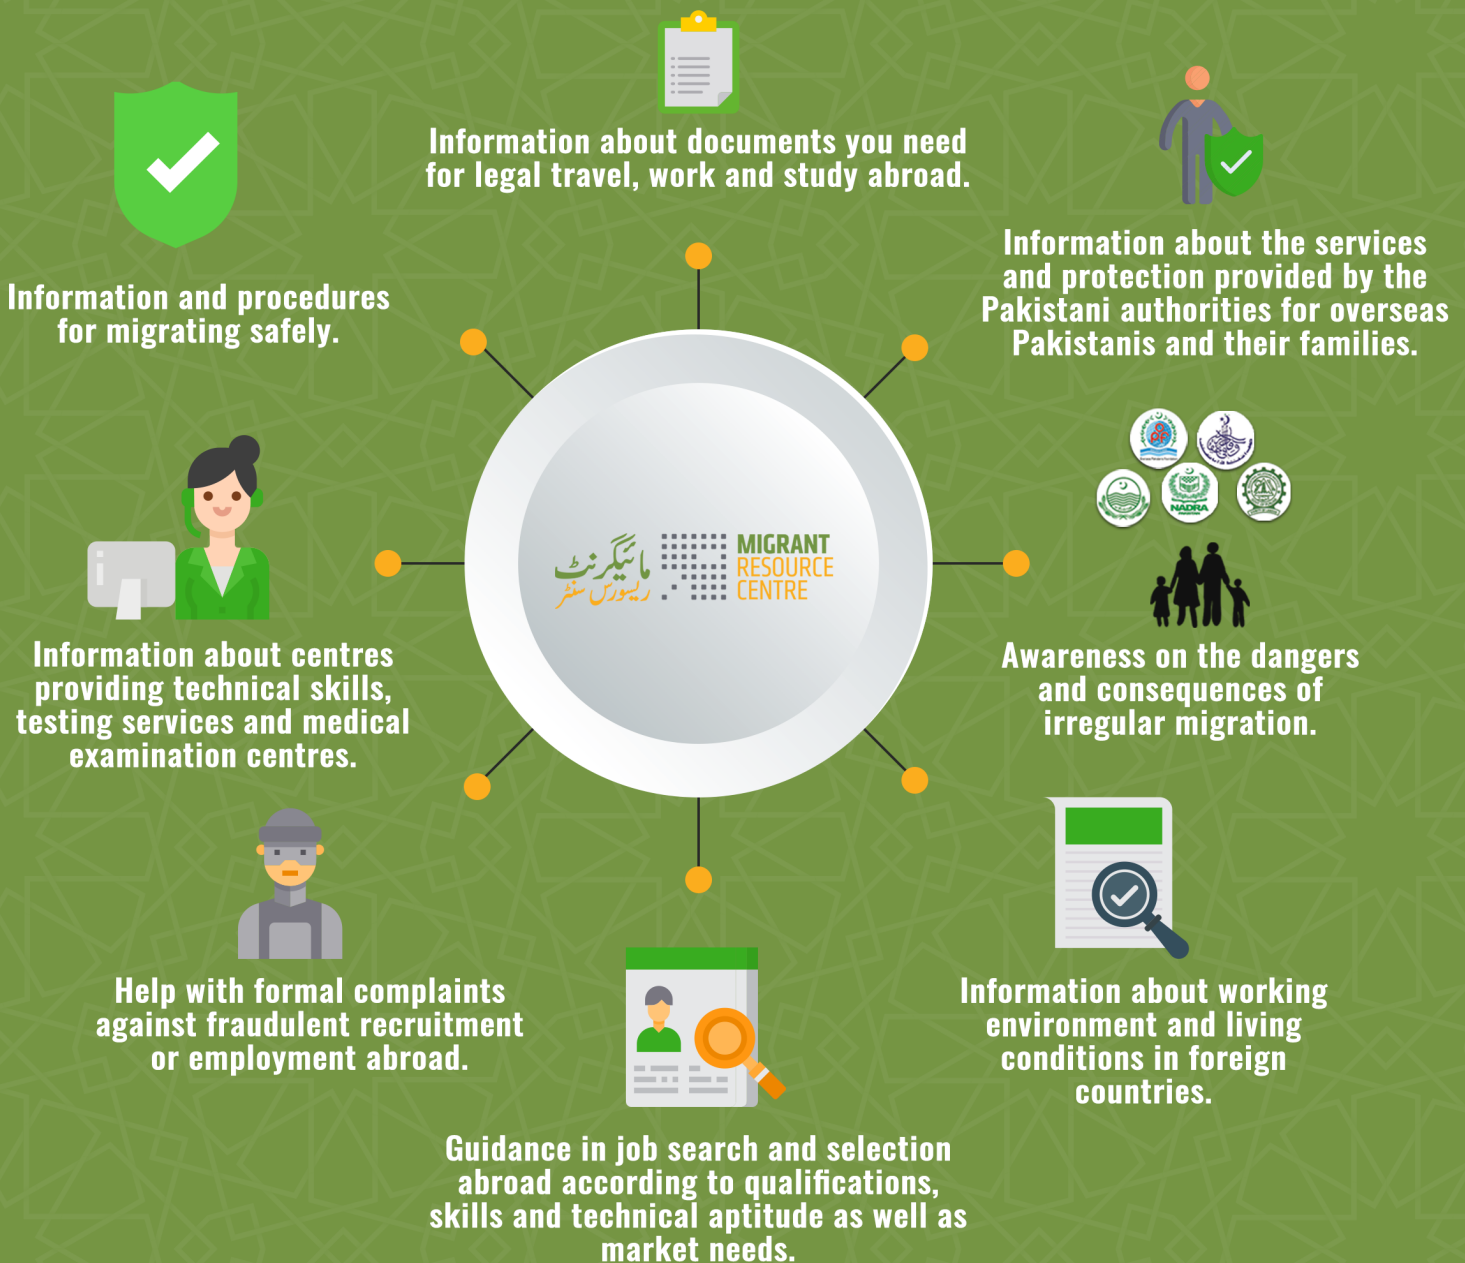 Information about documents you need
for legal travel, work and study abroad.
Information and procedures
for migrating safely.
Information about the services
and protection provided by the
Pakistani authorities for overseas
Pakistanis and their families.
NADRA
مائیگرنٹ
ریسورس سنٹر
MIGRANT
RESOURCE
CENTRE
Information about centres
providing technical skills,
testing services and medical
examination centres.
Awareness on the dangers
and consequences of
irregular migration.
Help with formal complaints
against fraudulent recruitment
or employment abroad.
Information about working
environment and living
conditions in foreign
countries.
Guidance in job search and selection
abroad according to qualifications,
skills and technical aptitude as well as
market needs.